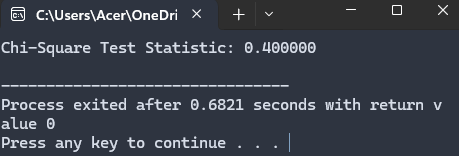 C:\Users\Acer\OneDri
Chi-Square Test Statistic: 0.400000
--------------------------------
Process exited after 0.6821 seconds with return v
alue 0
Press any key to continue . . .